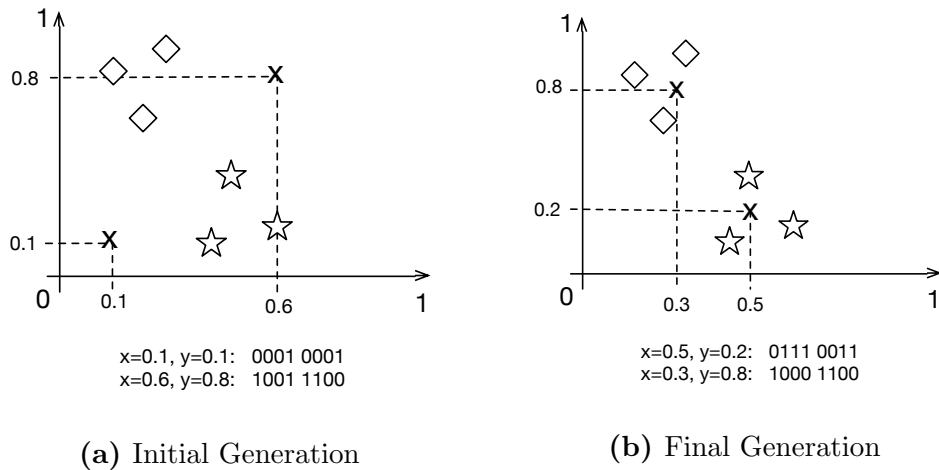 1
0.8
0.1
0
0.1
0.6
1
x
x
x=0.1, y=0.1: 0001 0001
x=0.6, y=0.8: 1001 1100
(a) Initial Generation
1
0.8
0.2
0
0.3
0.5
1
x
x
x=0.5, y=0.2: 0111 0011
x=0.3, y=0.8: 1000 1100
(b) Final Generation